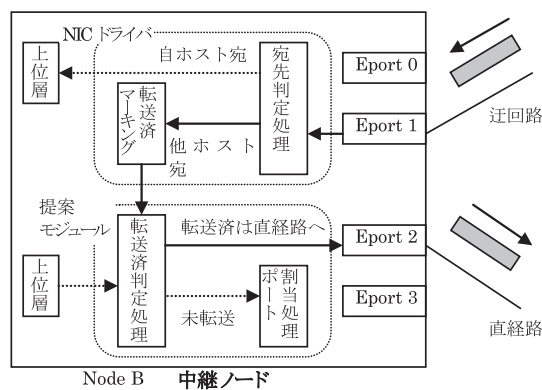 NICドライバ
上位層
自ホスト宛
宛先判定処理
転送済
マーキング
他ホスト
宛
Eport 0
Eport 1
迂回路
提案
モジュール
上位層
転送済判定処理
転送済は直経路へ
未転送
割当処理
ポート
Eport 2
Eport 3
直経路
Node B
中継ノード